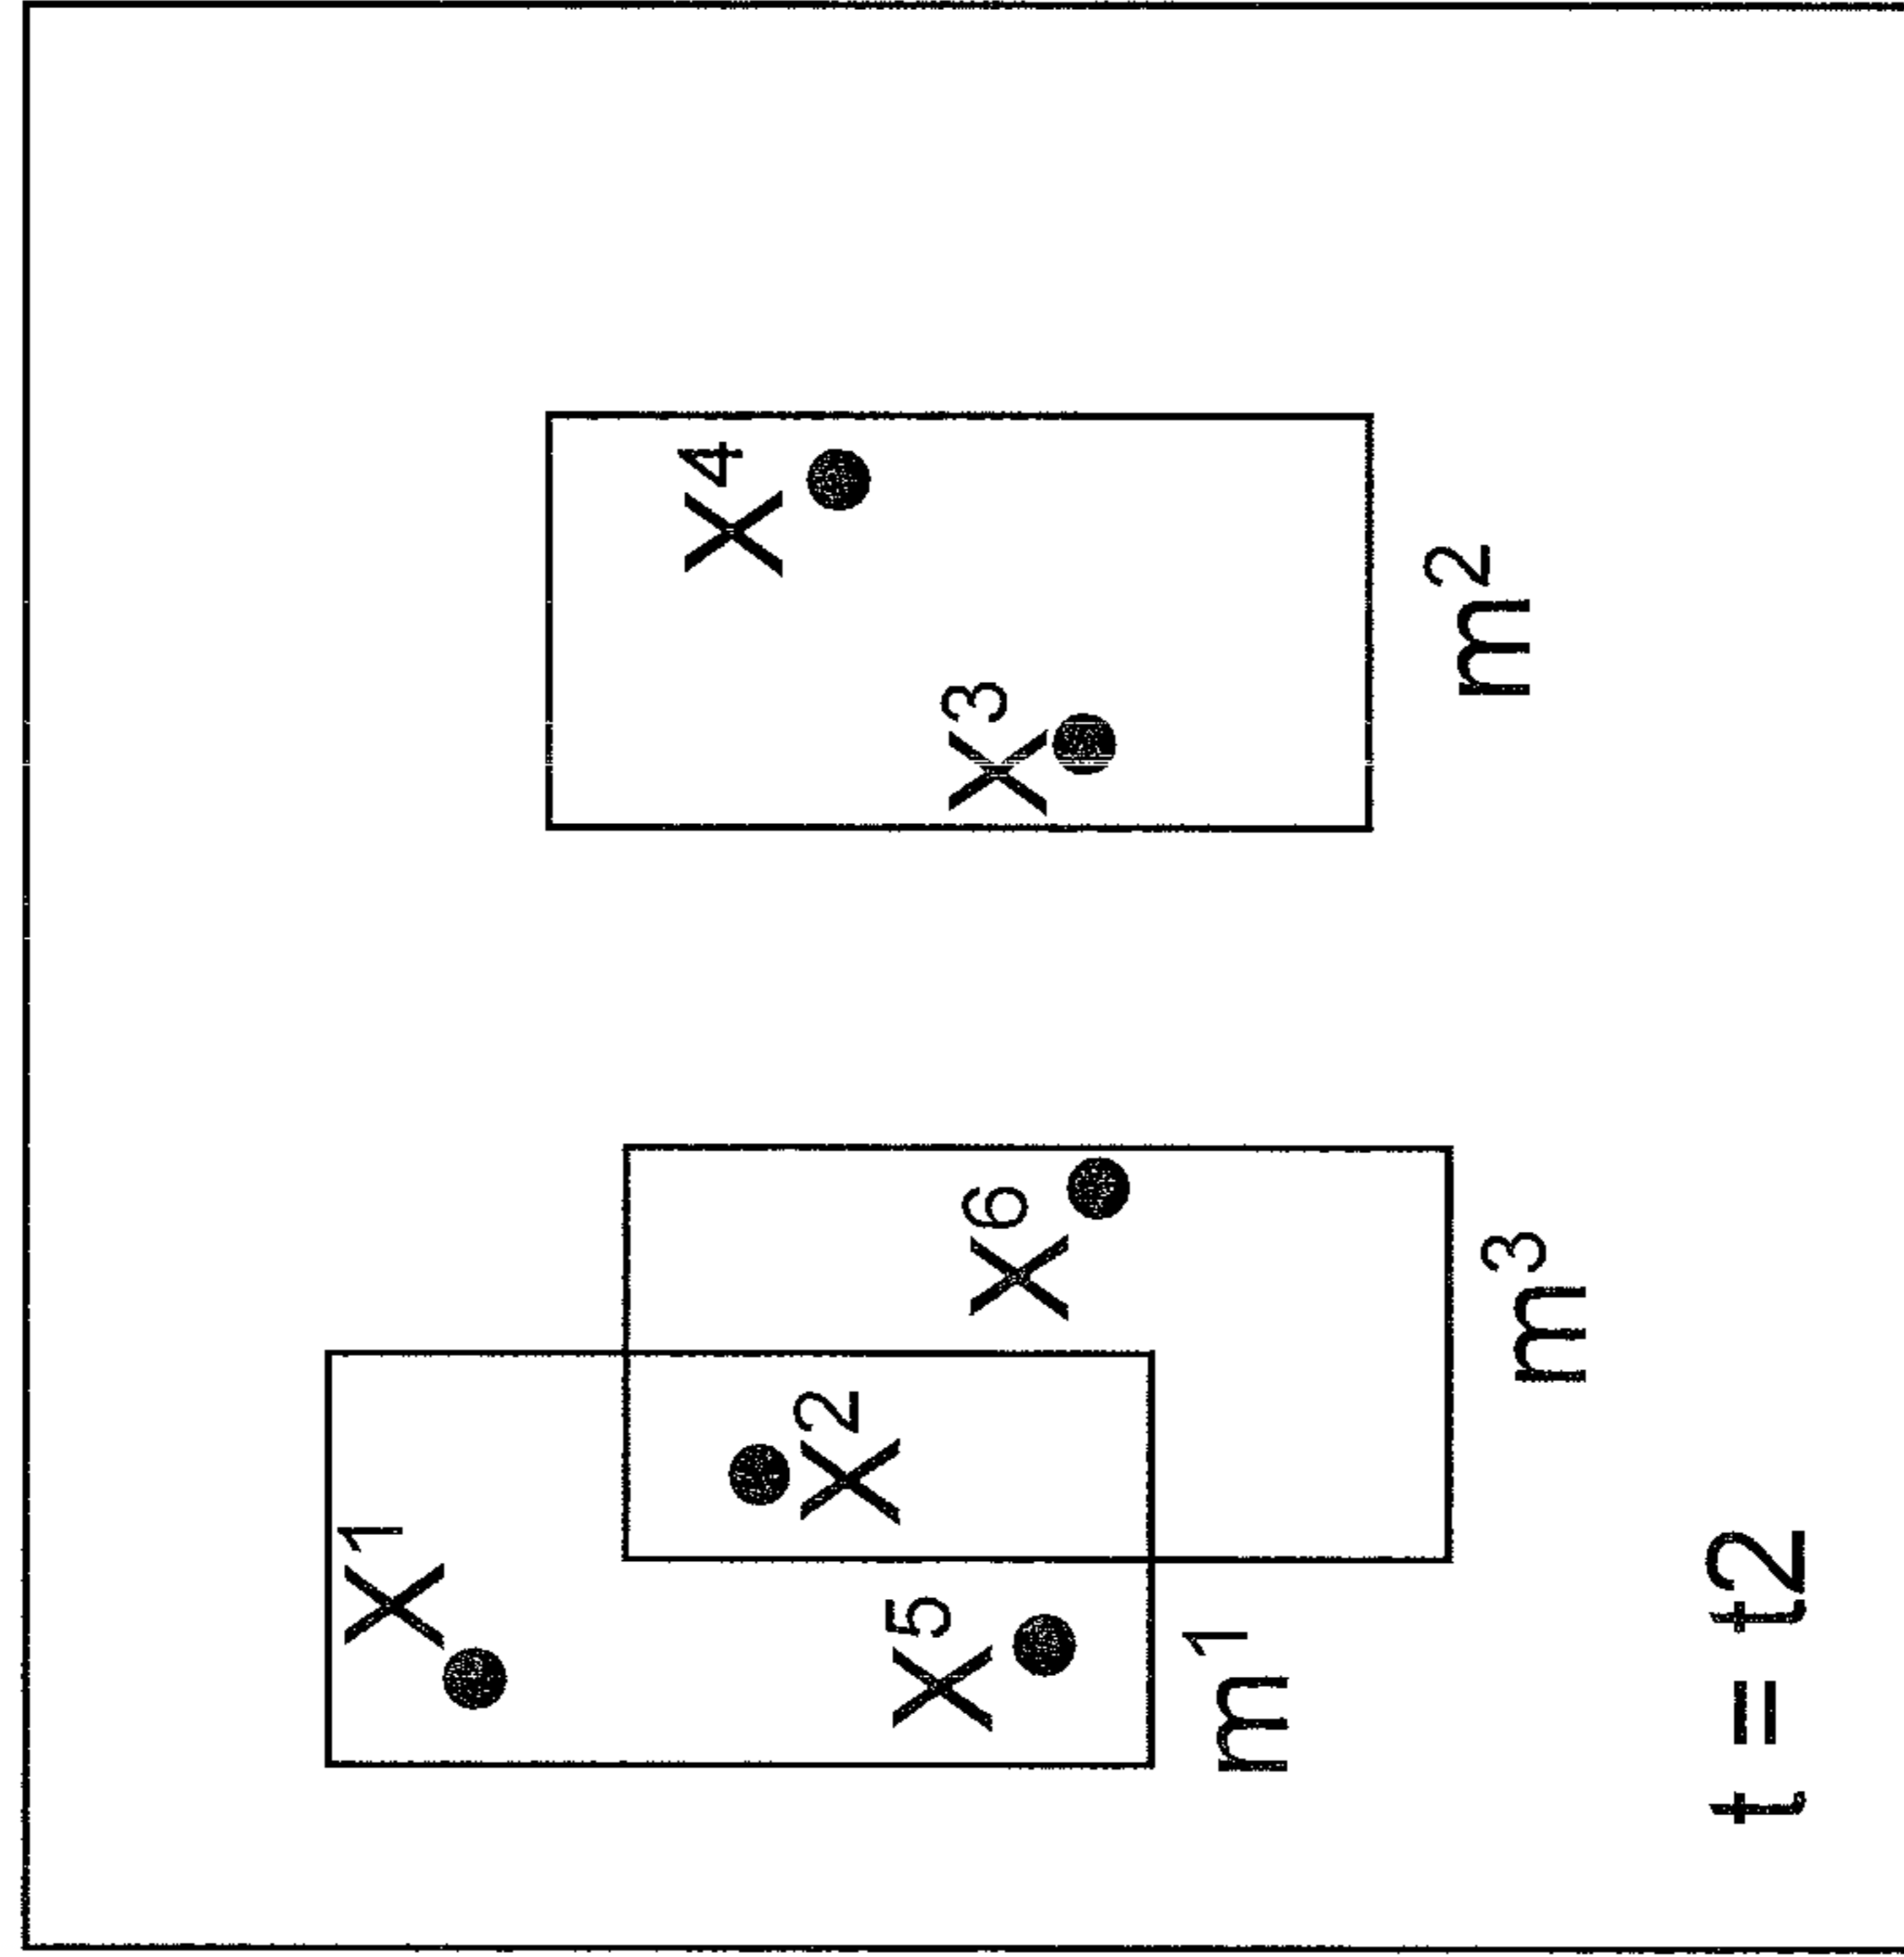 X¹
X²
X⁵
m¹
X⁶
m³
X⁴
X³
m²
t = t2